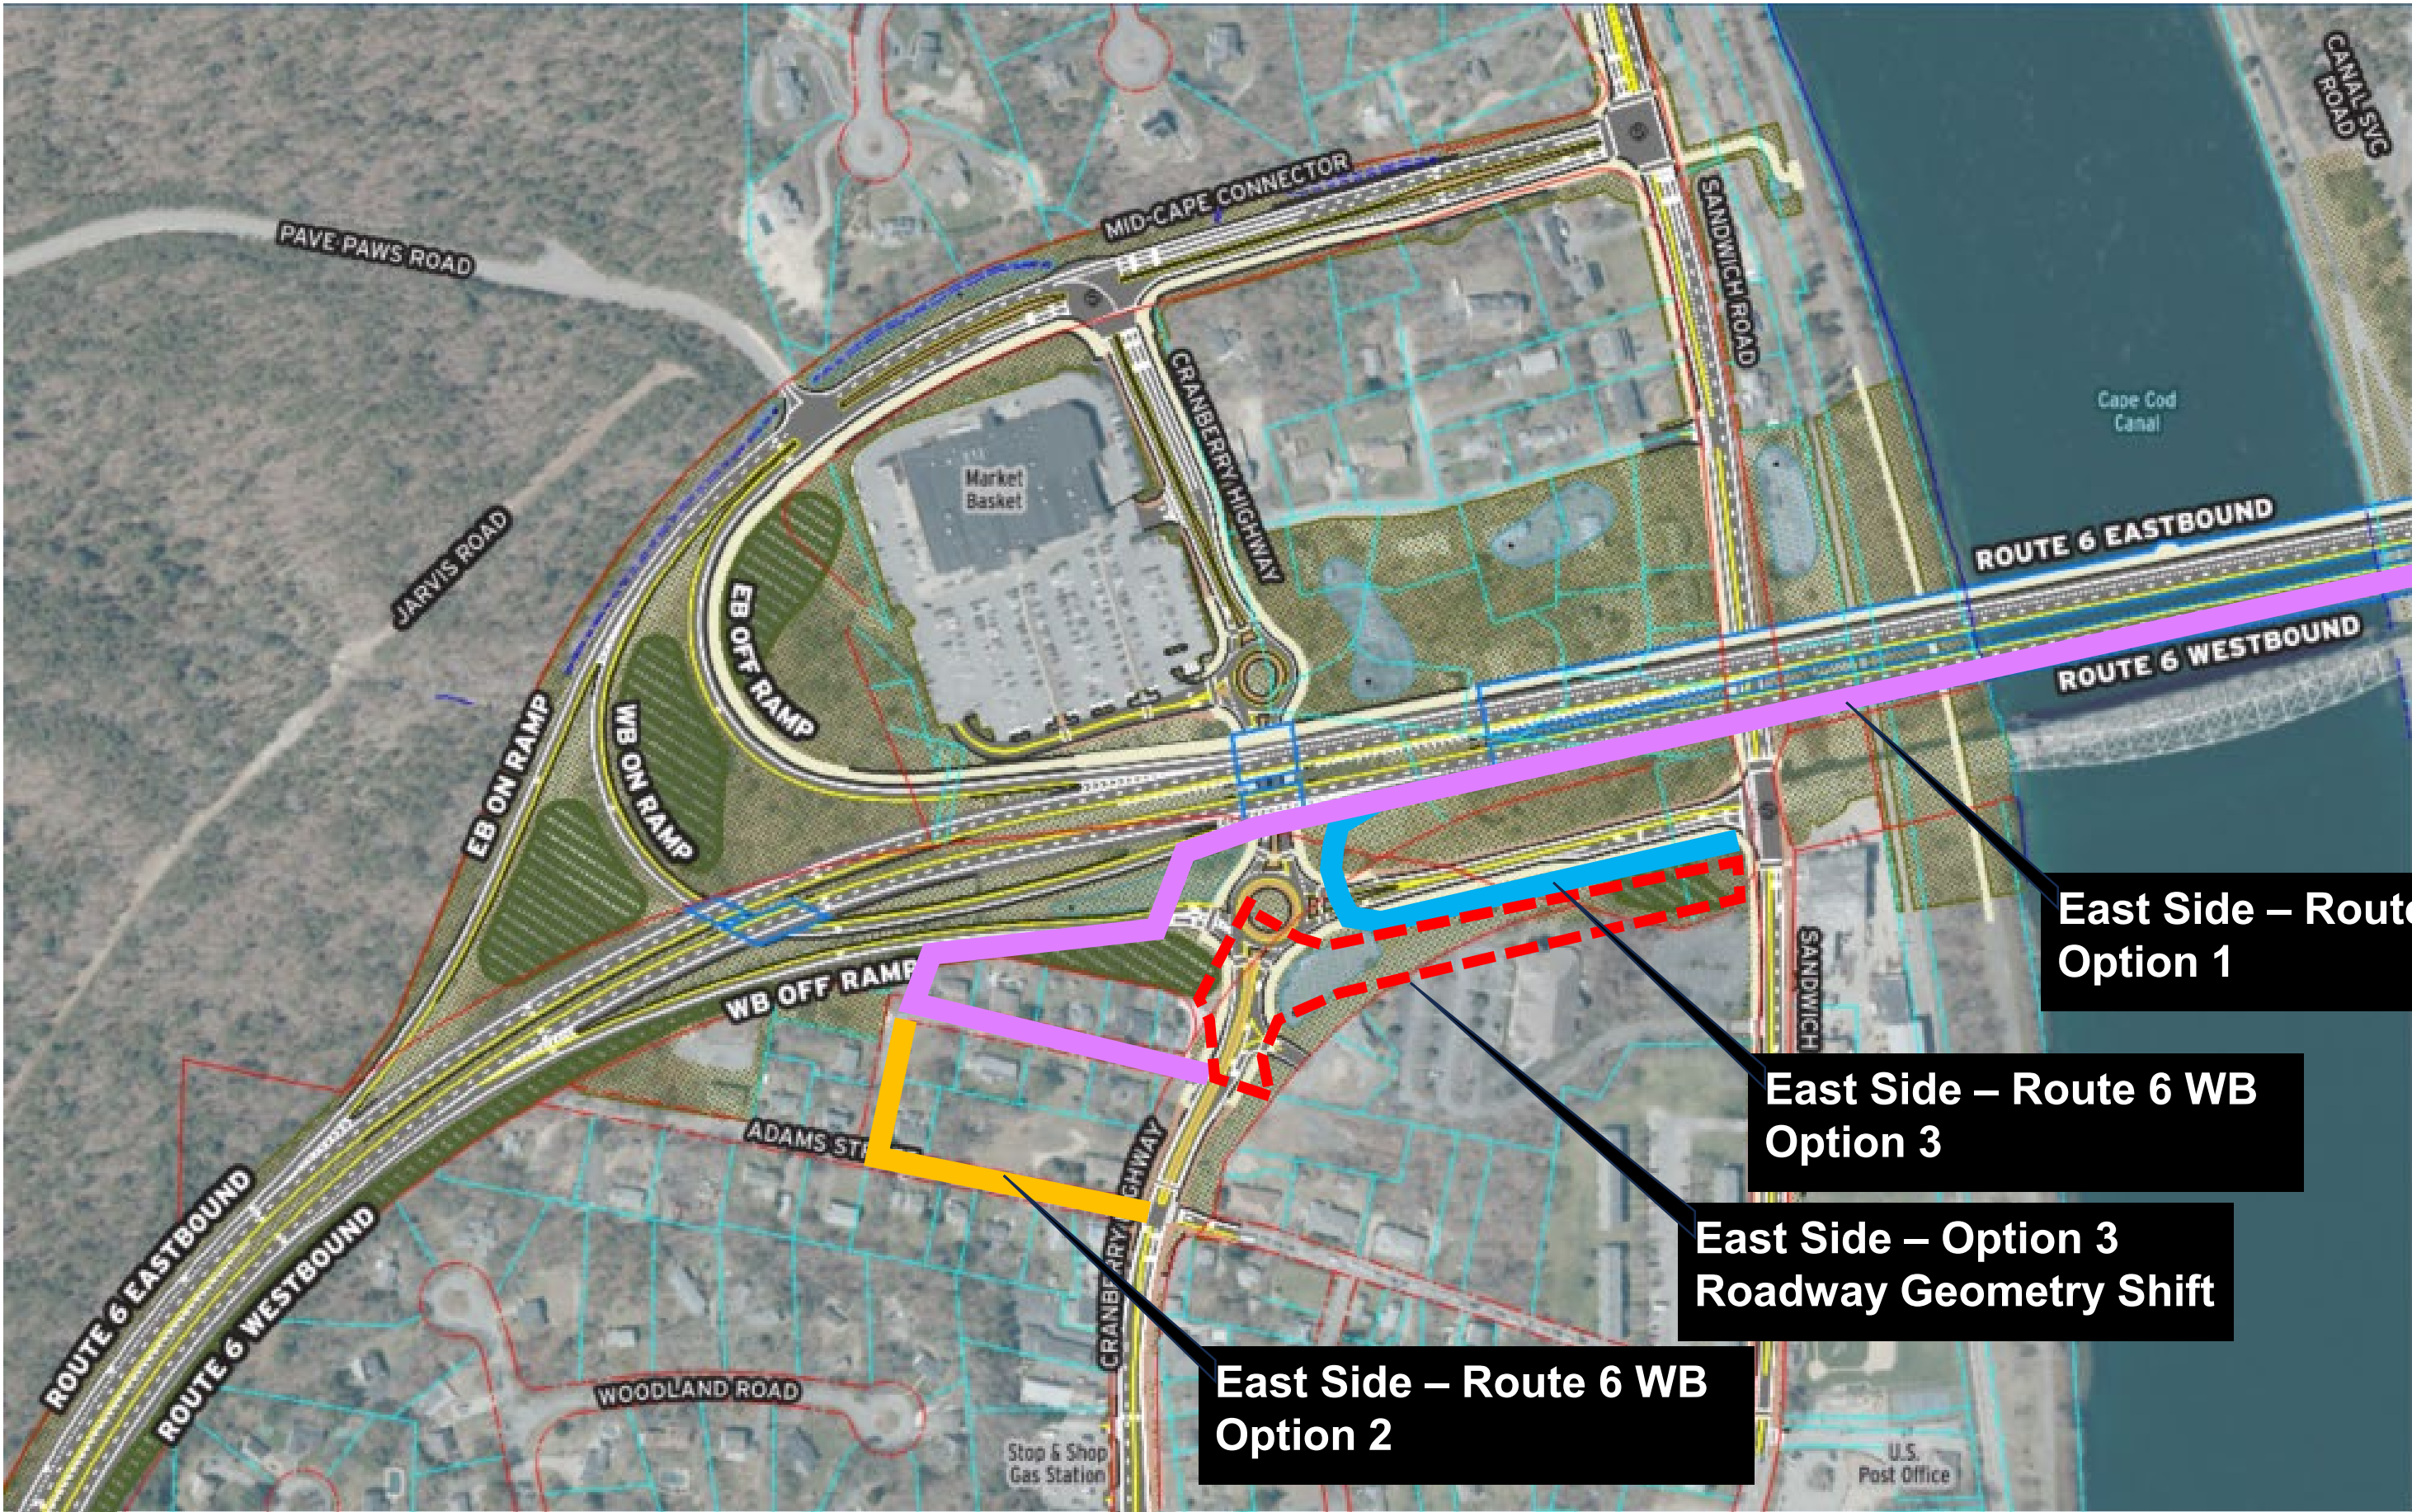 CANAL SVC
ROAD
MID-CAPE CONNECTOR
PAVE PAWS ROAD
SANDWICH ROAD
CRANBERRY HIGHWAY
Cape Cod
Canal
Market
Basket
JARVIS ROAD
ROUTE 6 EASTBOUND
ROUTE 6 WESTBOUND
EB OFF RAMP
WB ON RAMP
EB ON RAMP
WB OFF RAMP
East Side – Route
Option 1
SANDWICH
East Side – Route 6 WB
Option 3
ADAMS ST
CRANBERRY HIGHWAY
East Side – Option 3
Roadway Geometry Shift
ROUTE 6 EASTBOUND
ROUTE 6 WESTBOUND
East Side – Route 6 WB
Option 2
WOODLAND ROAD
Stop & Shop
Gas Station
U.S.
Post Office